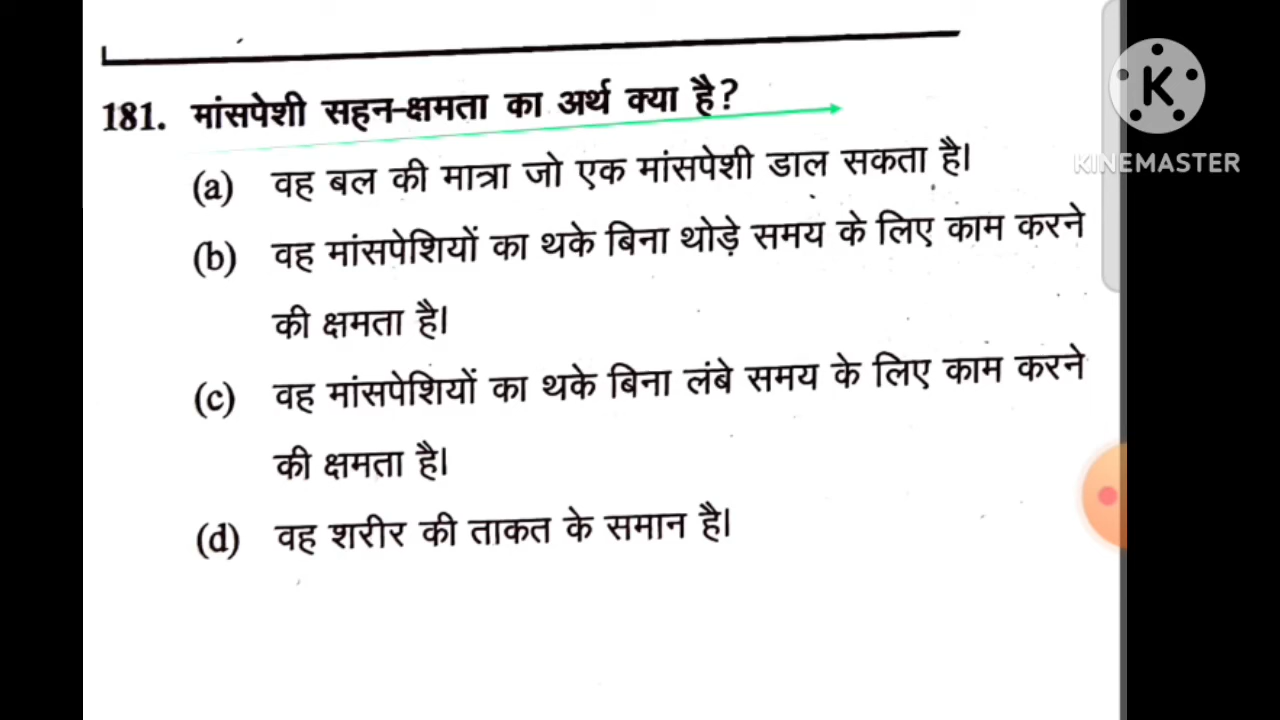 181. मांसपेशी सहन-क्षमता का अर्थ क्या है?
KINEMASTER
(a) वह बल की मात्रा जो एक मांसपेशी डाल सकता है।
(b) वह मांसपेशियों का थके बिना थोड़े समय के लिए काम करने
की क्षमता है।
(c) वह मांसपेशियों का थके बिना लंबे समय के लिए काम करने
की क्षमता है।
(d) वह शरीर की ताकत के समान है।